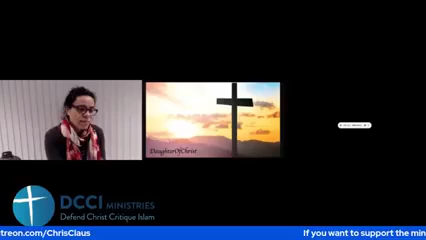 DaughterOfChrist
DCCI MINISTRIES
Defend Christ Critique Islam
treon.com/ChrisClaus
If you want to support the min